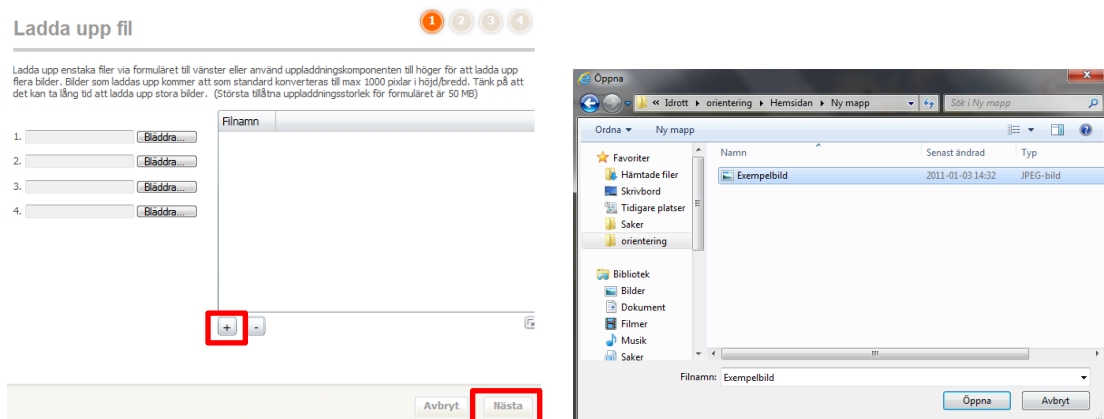 Ladda upp fil
1 2 3 4
Ladda upp enstaka filer via formuläret till vänster eller använd uppladdningskomponenten till höger för att ladda upp
flera bilder. Bilder som laddas upp kommer att som standard konverteras till max 1000 pixlar i höjd/bredd. Tänk på att
det kan ta lång tid att ladda upp stora bilder. (Största tillåtna uppladdningsstorlek för formuläret är 50 MB)
Filnamn
1. Bläddra...
2. Bläddra...
3. Bläddra...
4. Bläddra...
+ -
Avbryt Nästa
Öppna
« Idrott orientering Hemsidan Ny mapp
Sök i Ny mapp
Ordna Ny mapp
Namn Senast ändrad Typ
Exempelbild 2011-01-03 14:32 JPEG-bild
Favoriter
Hämtade filer
Skrivbord
Tidigare platser
Saker
orientering
Bibliotek
Bilder
Dokument
Filmer
Musik
Saker
Filnamn: Exempelbild
Öppna Avbryt